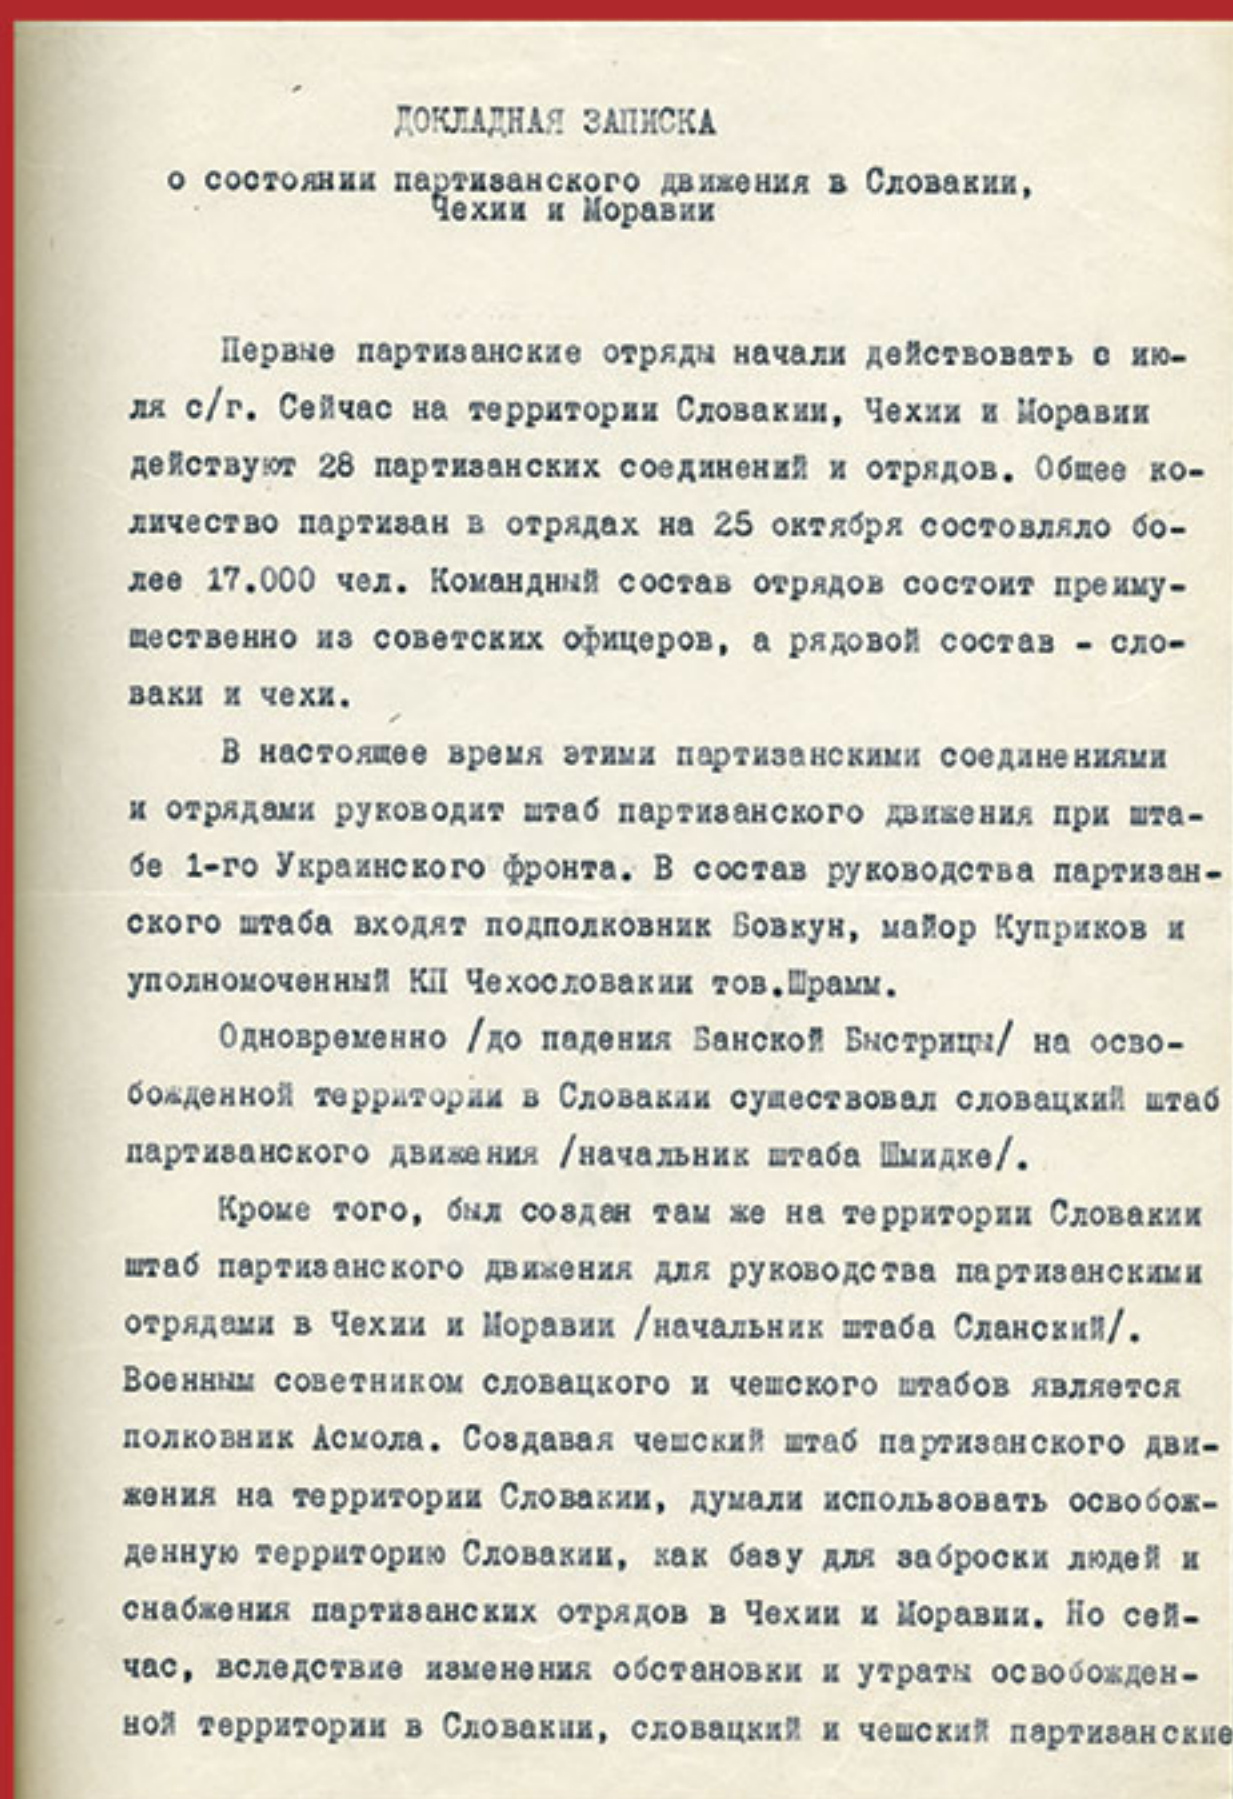 ДОКЛАДНАЯ ЗАПИСКА
о состоянии партизанского движения в Словакии,
Чехии и Моравии
Первые партизанские отряды начали действовать с ию-
ля с/г. Сейчас на территории Словакии, Чехии и Моравии
действуют 28 партизанских соединений и отрядов. Общее ко-
личество партизан в отрядах на 25 октября состовляло бо-
лее 17.000 чел. Командный состав отрядов состоит преиму-
щественно из советских офицеров, а рядовой состав - сло-
ваки и чехи.
В настоящее время этими партизанскими соединениями
и отрядами руководит штаб партизанского движения при шта-
бе 1-го Украинского фронта. В состав руководства партизан-
ского штаба входят подполковник Бовкун, майор Куприков и
уполномоченный КП Чехословакии тов.Шрамм.
Одновременно /до падения Банской Быстрицы/ на осво-
божденной территории в Словакии существовал словацкий штаб
партизанского движения /начальник штаба Шмидке/.
Кроме того, был создан там же на территории Словакии
штаб партизанского движения для руководства партизанскими
отрядами в Чехии и Моравии /начальник штаба Сланский/.
Военным советником словацкого и чешского штабов является
полковник Асмола. Создавая чешский штаб партизанского дви-
жения на территории Словакии, думали использовать освобож-
денную территорию Словакии, как базу для заброски людей и
снабжения партизанских отрядов в Чехии и Моравии. Но сей-
час, вследствие изменения обстановки и утраты освобожден-
ной территории в Словакии, словацкий и чешский партизанские